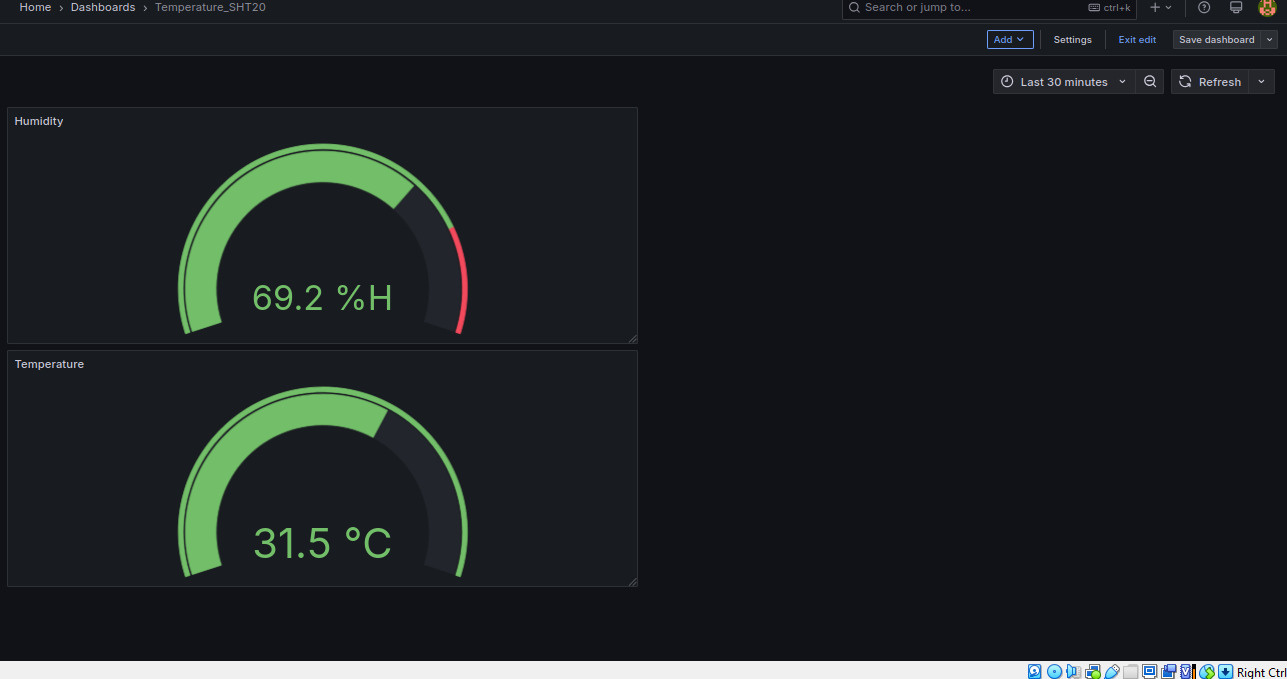 Home › Dashboards › Temperature_SHT20
Search or jump to... ctrl+k
Add Settings Exit edit Save dashboard
Last 30 minutes Refresh
Humidity
69.2 %H
Temperature
31.5 °C
Right Ctrl